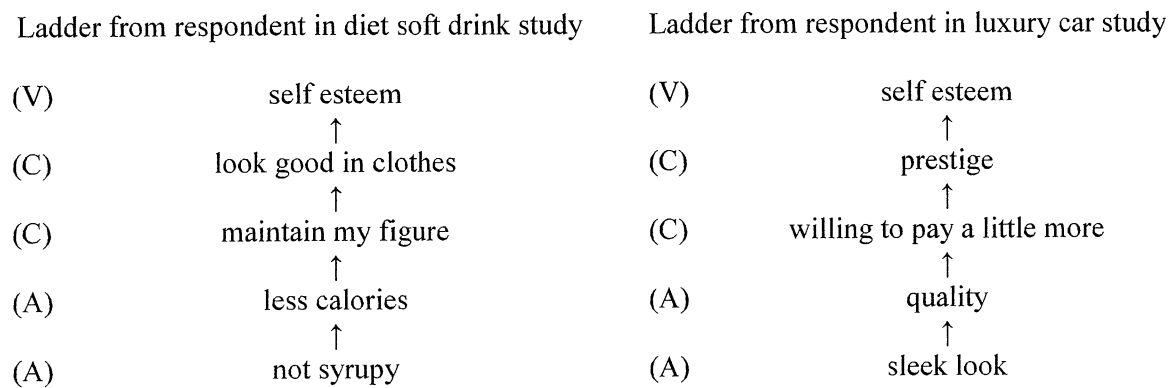 Ladder from respondent in diet soft drink study
(V) self esteem
↑
(C) look good in clothes
↑
(C) maintain my figure
↑
(A) less calories
↑
(A) not syrupy
Ladder from respondent in luxury car study
(V) self esteem
↑
(C) prestige
↑
(C) willing to pay a little more
↑
(A) quality
↑
(A) sleek look